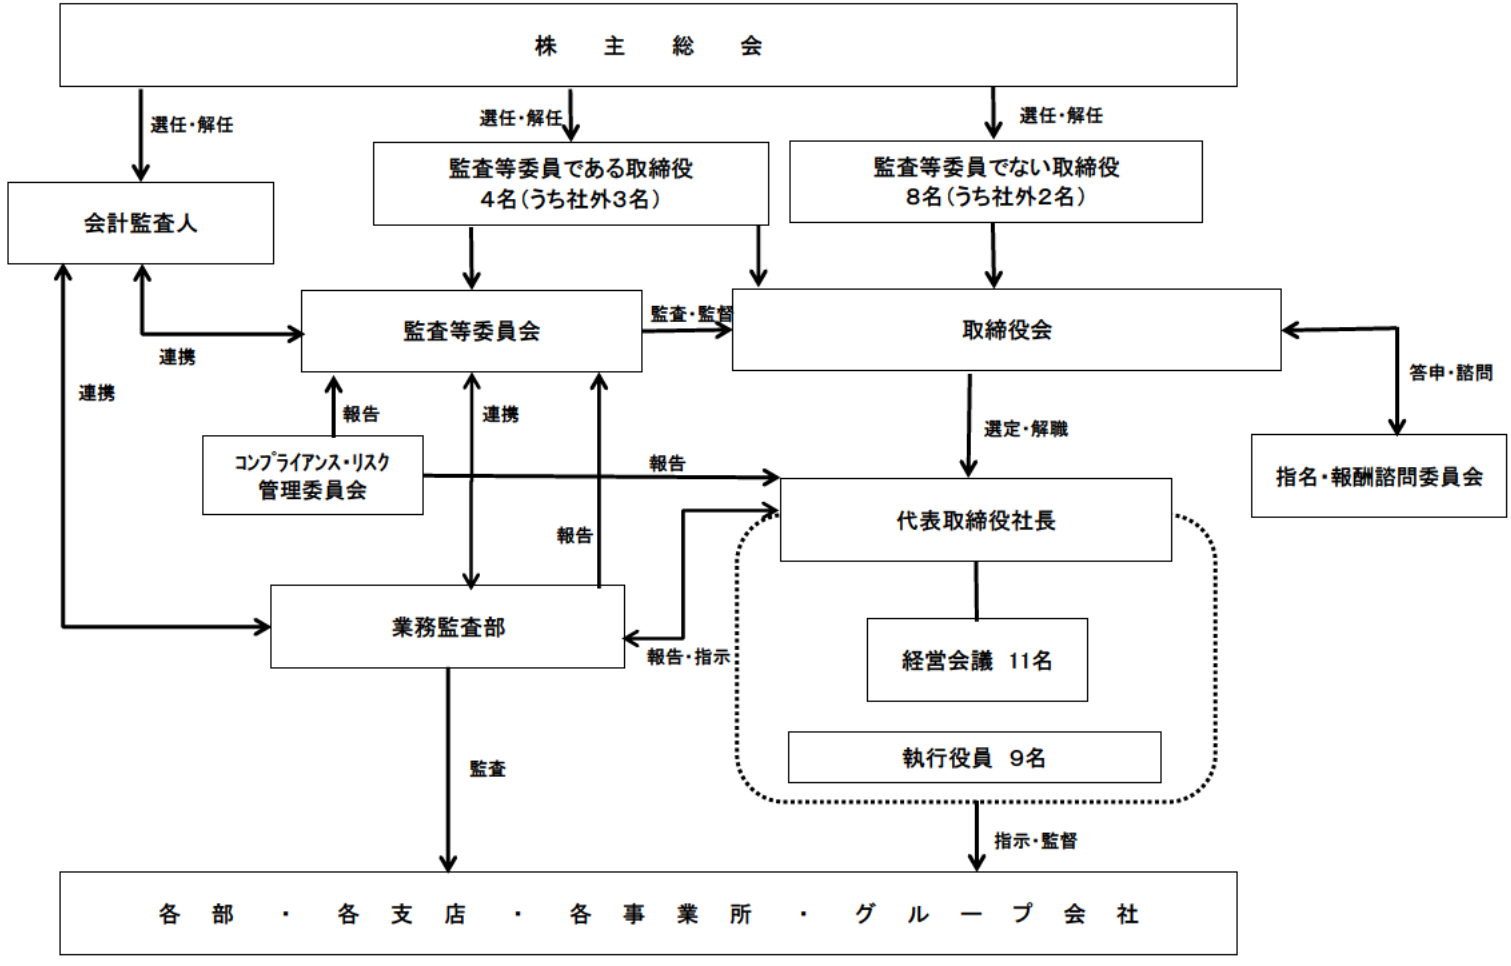 株主総会
選任・解任
選任・解任
選任・解任
監査等委員である取締役
4名(うち社外3名)
監査等委員でない取締役
8名(うち社外2名)
会計監査人
監査等委員会
監査・監督
取締役会
連携
連携
答申・諮問
報告
連携
選定・解職
コンプライアンス・リスク
管理委員会
報告
指名・報酬諮問委員会
代表取締役社長
報告
業務監査部
報告・指示
経営会議 11名
執行役員 9名
監査
指示・監督
各部・各支店・各事業所・グループ会社